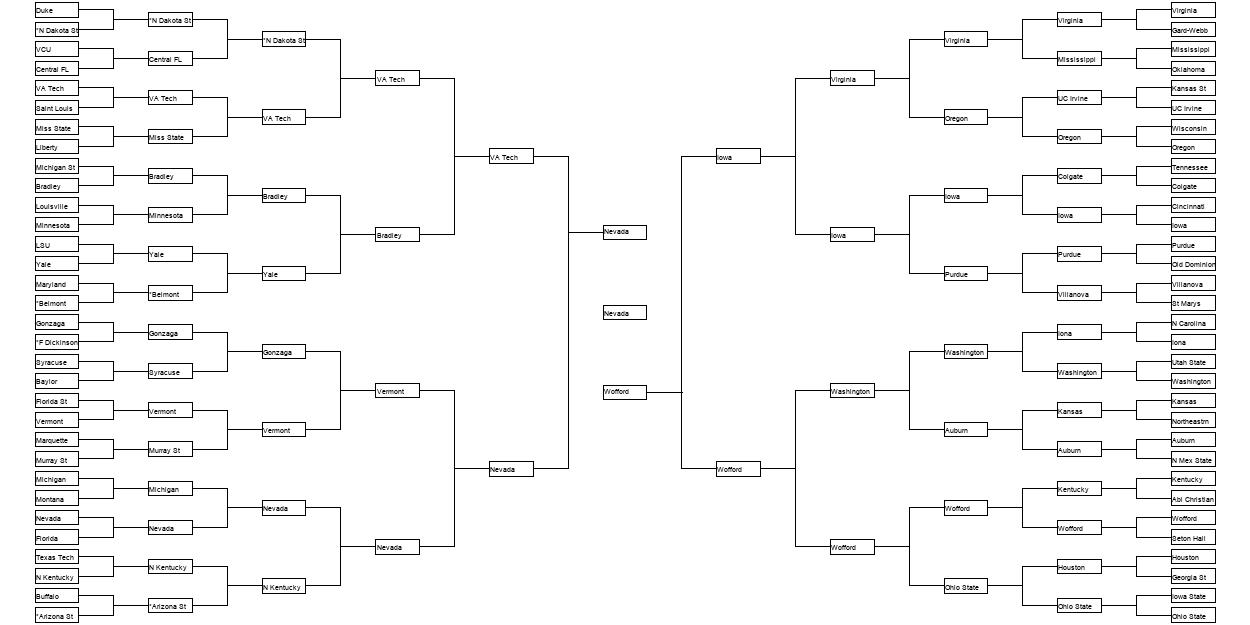 Duke
*N Dakota St
VCU
Central FL
VA Tech
Saint Louis
Miss State
Liberty
Michigan St
Bradley
Louisville
Minnesota
LSU
Yale
Maryland
*Belmont
Gonzaga
*F Dickinson
Syracuse
Baylor
Florida St
Vermont
Marquette
Murray St
Michigan
Montana
Nevada
Florida
Texas Tech
N Kentucky
Buffalo
*Arizona St
*N Dakota St
Central FL
VA Tech
Miss State
Bradley
Minnesota
Yale
*Belmont
Gonzaga
Syracuse
Vermont
Murray St
Michigan
Nevada
N Kentucky
*Arizona St
*N Dakota St
VA Tech
Bradley
Yale
Gonzaga
Vermont
Nevada
N Kentucky
VA Tech
Bradley
Vermont
Nevada
VA Tech
Nevada
Nevada
Nevada
Wofford
Iowa
Wofford
Virginia
Iowa
Washington
Wofford
Virginia
Oregon
Iowa
Purdue
Washington
Auburn
Wofford
Ohio State
Virginia
Mississippi
UC Irvine
Oregon
Colgate
Iowa
Purdue
Villanova
Iona
Washington
Kansas
Auburn
Kentucky
Wofford
Houston
Ohio State
Virginia
Gard-Webb
Mississippi
Oklahoma
Kansas St
UC Irvine
Wisconsin
Oregon
Tennessee
Colgate
Cincinnati
Iowa
Purdue
Old Dominion
Villanova
St Marys
N Carolina
Iona
Utah State
Washington
Kansas
Northeastrn
Auburn
N Mex State
Kentucky
Abl Christian
Wofford
Seton Hall
Houston
Georgia St
Iowa State
Ohio State